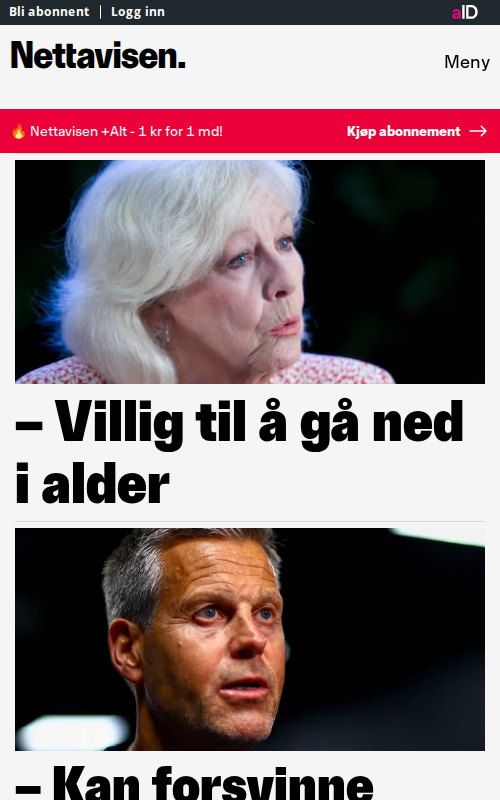 Bli abonnent | Logg inn
aID
Nettavisen.
Meny
🔥 Nettavisen +Alt - 1 kr for 1 md!
Kjøp abonnement →
– Villig til å gå ned
i alder
– Kan forsvinne